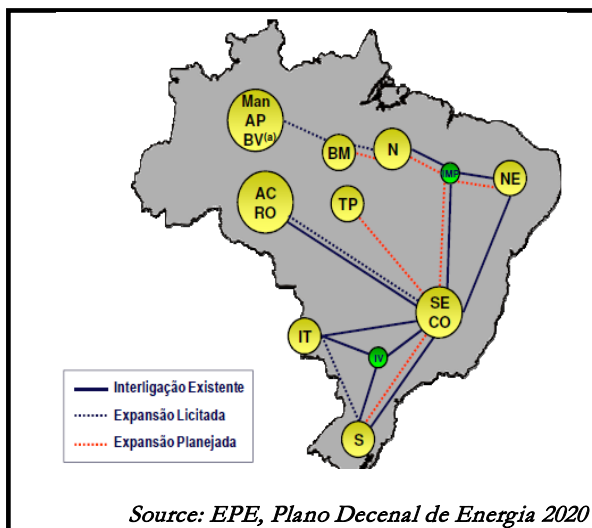 Man
AP
BV(a)
BM
N
IMP
NE
AC
RO
TP
SE
CO
IT
IV
S
Interligação Existente
Expansão Licitada
Expansão Planejada
Source: EPE, Plano Decenal de Energia 2020